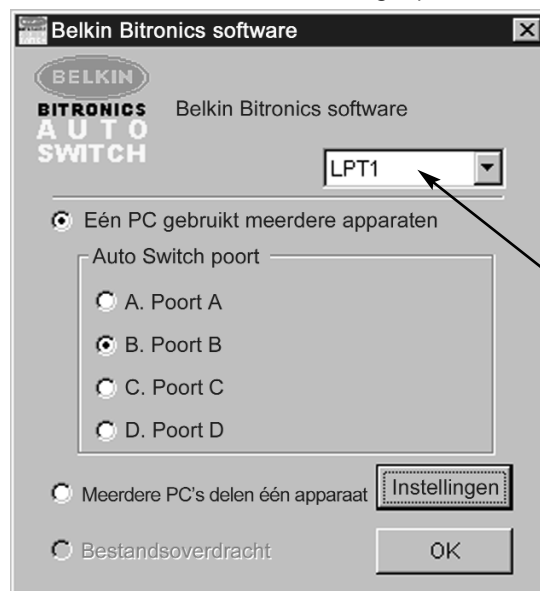 Belkin Bitronics software
BELKIN
BITRONICS
AUTO
SWITCH
Belkin Bitronics software
LPT1
Eén PC gebruikt meerdere apparaten
Auto Switch poort
A. Poort A
B. Poort B
C. Poort C
D. Poort D
Meerdere PC's delen één apparaat
Instellingen
Bestandsoverdracht
OK